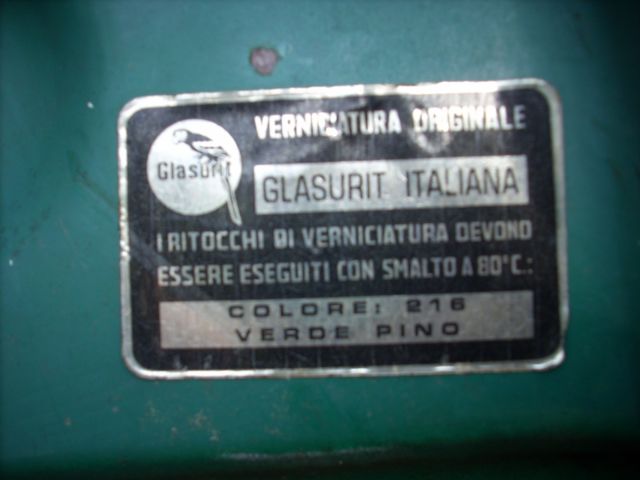 VERNICIATURA ORIGINALE
Glasurit
GLASURIT ITALIANA
I RITOCCHI DI VERNICIATURA DEVONO
ESSERE ESEGUITI CON SMALTO A 80°C.:
COLORE: 216
VERDE PINO